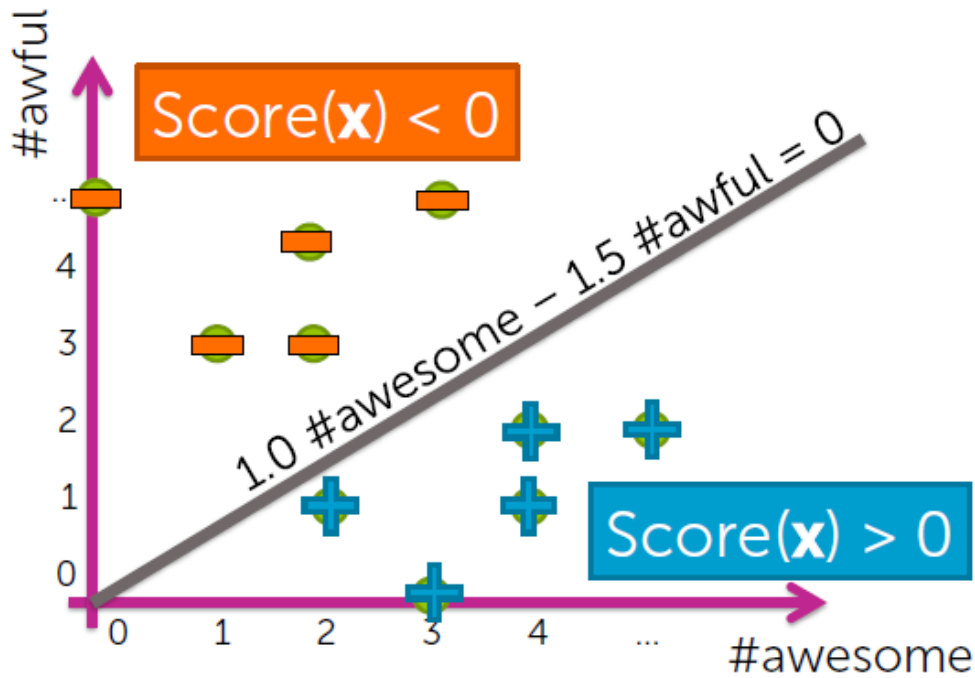 #awful
Score(x) < 0
1.0 #awesome – 1.5 #awful = 0
...
4
3
2
1
0
Score(x) > 0
0 1 2 3 4 ...
#awesome